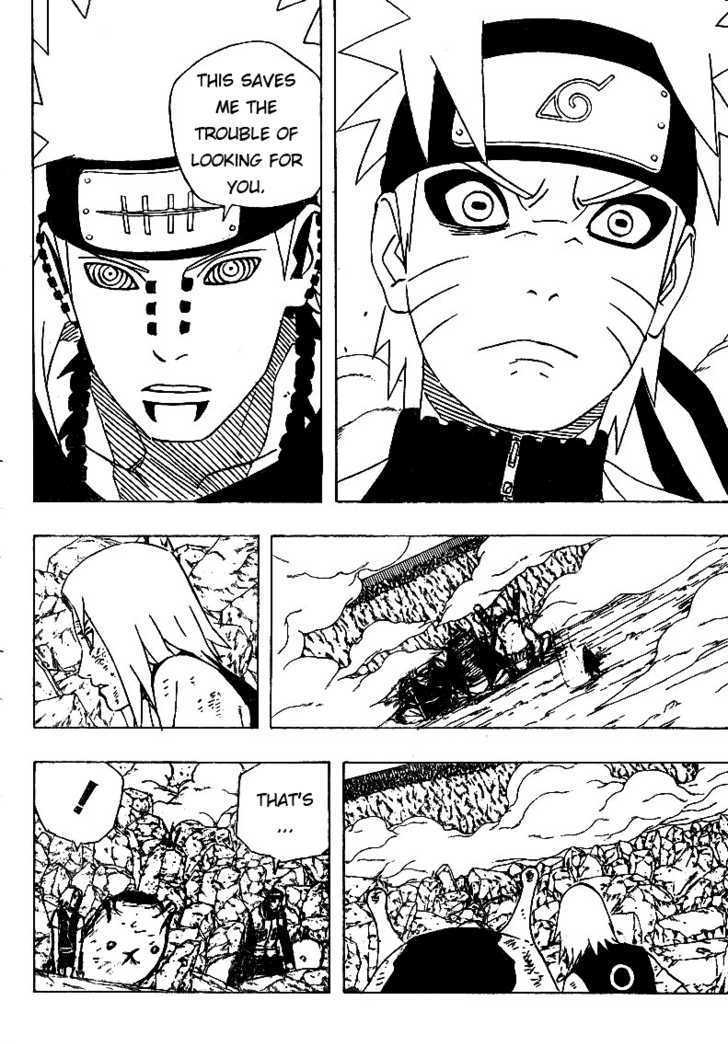 THIS SAVES
ME THE
TROUBLE OF
LOOKING FOR
YOU.
THAT'S
...
!